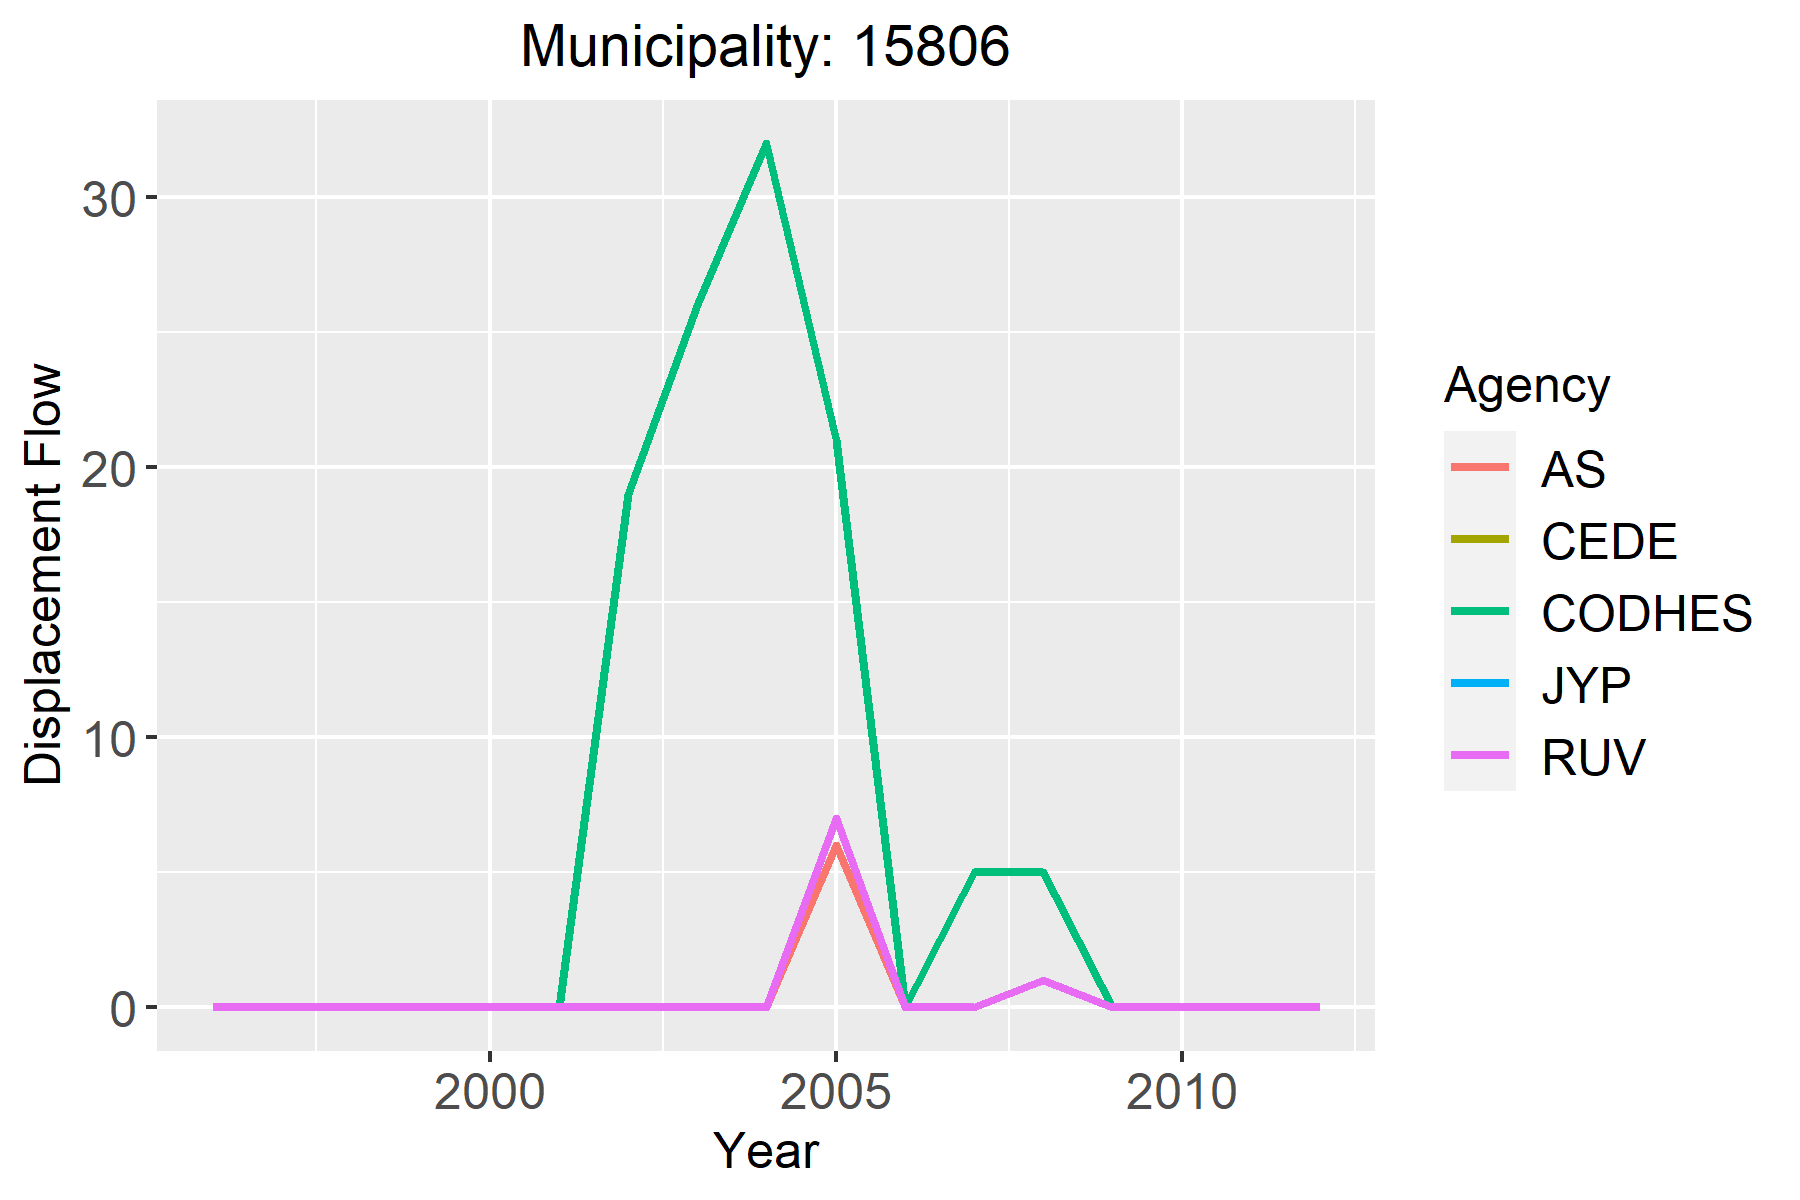 Municipality: 15806
Displacement Flow
30
20
10
0
2000 2005 2010
Year
Agency
AS
CEDE
CODHES
JYP
RUV